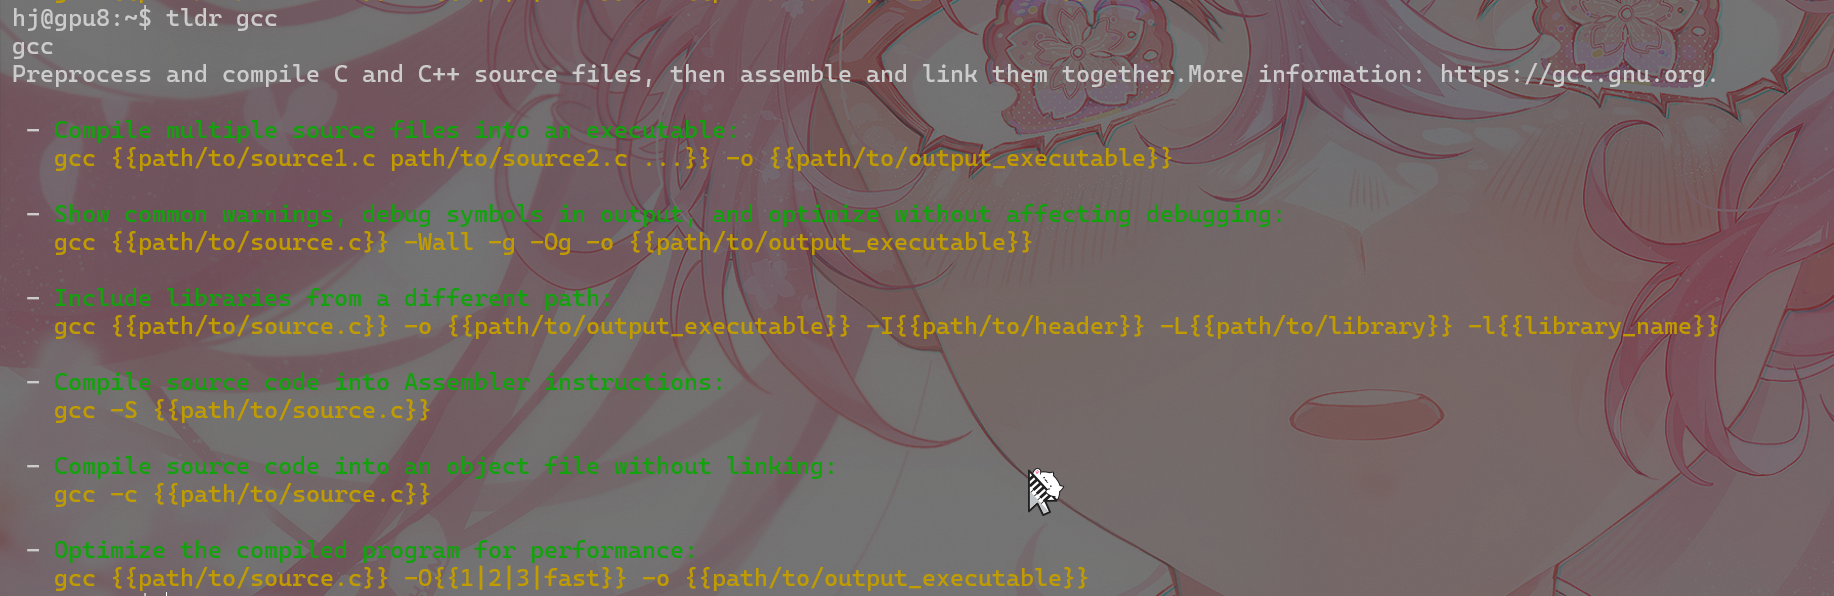 hj@gpu8:~$ tldr gcc
gcc
Preprocess and compile C and C++ source files, then assemble and link them together.More information: https://gcc.gnu.org.
- Compile multiple source files into an executable:
gcc {{path/to/source1.c path/to/source2.c ...}} -o {{path/to/output_executable}}
- Show common warnings, debug symbols in output, and optimize without affecting debugging:
gcc {{path/to/source.c}} -Wall -g -Og -o {{path/to/output_executable}}
- Include libraries from a different path:
gcc {{path/to/source.c}} -o {{path/to/output_executable}} -I{{path/to/header}} -L{{path/to/library}} -l{{library_name}}
- Compile source code into Assembler instructions:
gcc -S {{path/to/source.c}}
- Compile source code into an object file without linking:
gcc -c {{path/to/source.c}}
- Optimize the compiled program for performance:
gcc {{path/to/source.c}} -O{{1|2|3|fast}} -o {{path/to/output_executable}}